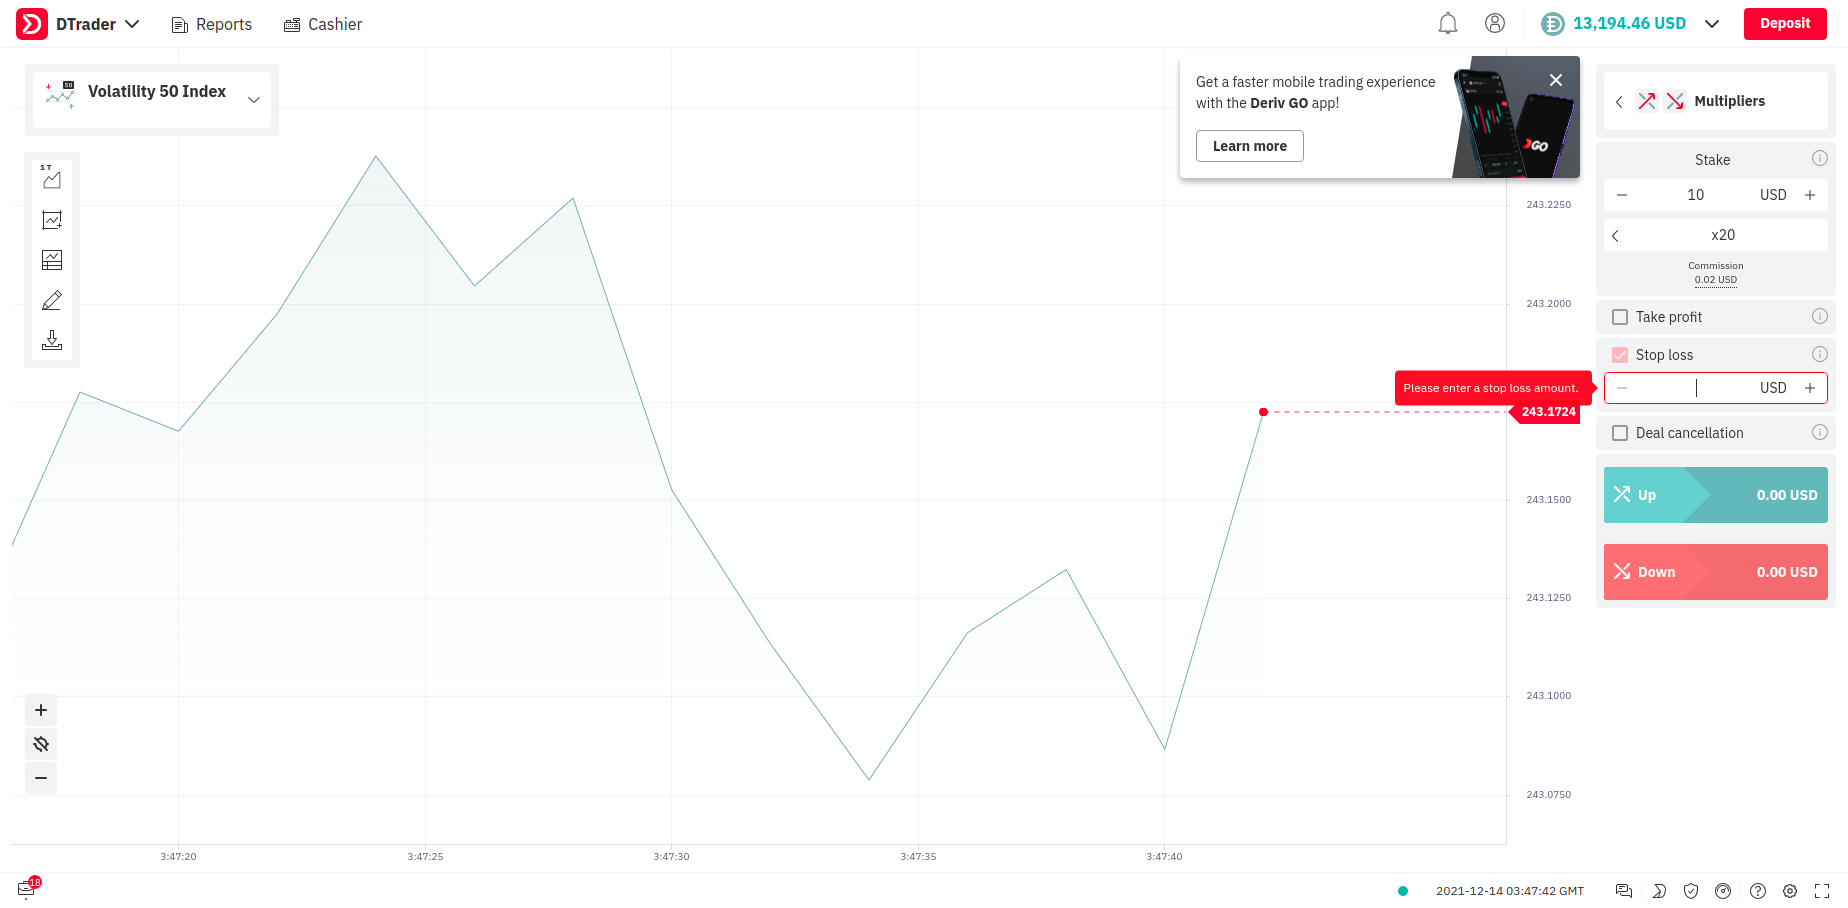 DTrader
Reports
Cashier
13,194.46 USD
Deposit
50
Volatility 50 Index
Get a faster mobile trading experience
with the Deriv GO app!
Learn more
GO
Multipliers
Stake
10 USD
x20
Commission
0.02 USD
Take profit
Stop loss
Please enter a stop loss amount.
USD
Deal cancellation
Up 0.00 USD
Down 0.00 USD
1 T
243.2250
243.2000
243.1724
243.1500
243.1250
243.1000
243.0750
3:47:20
3:47:25
3:47:30
3:47:35
3:47:40
18
2021-12-14 03:47:42 GMT